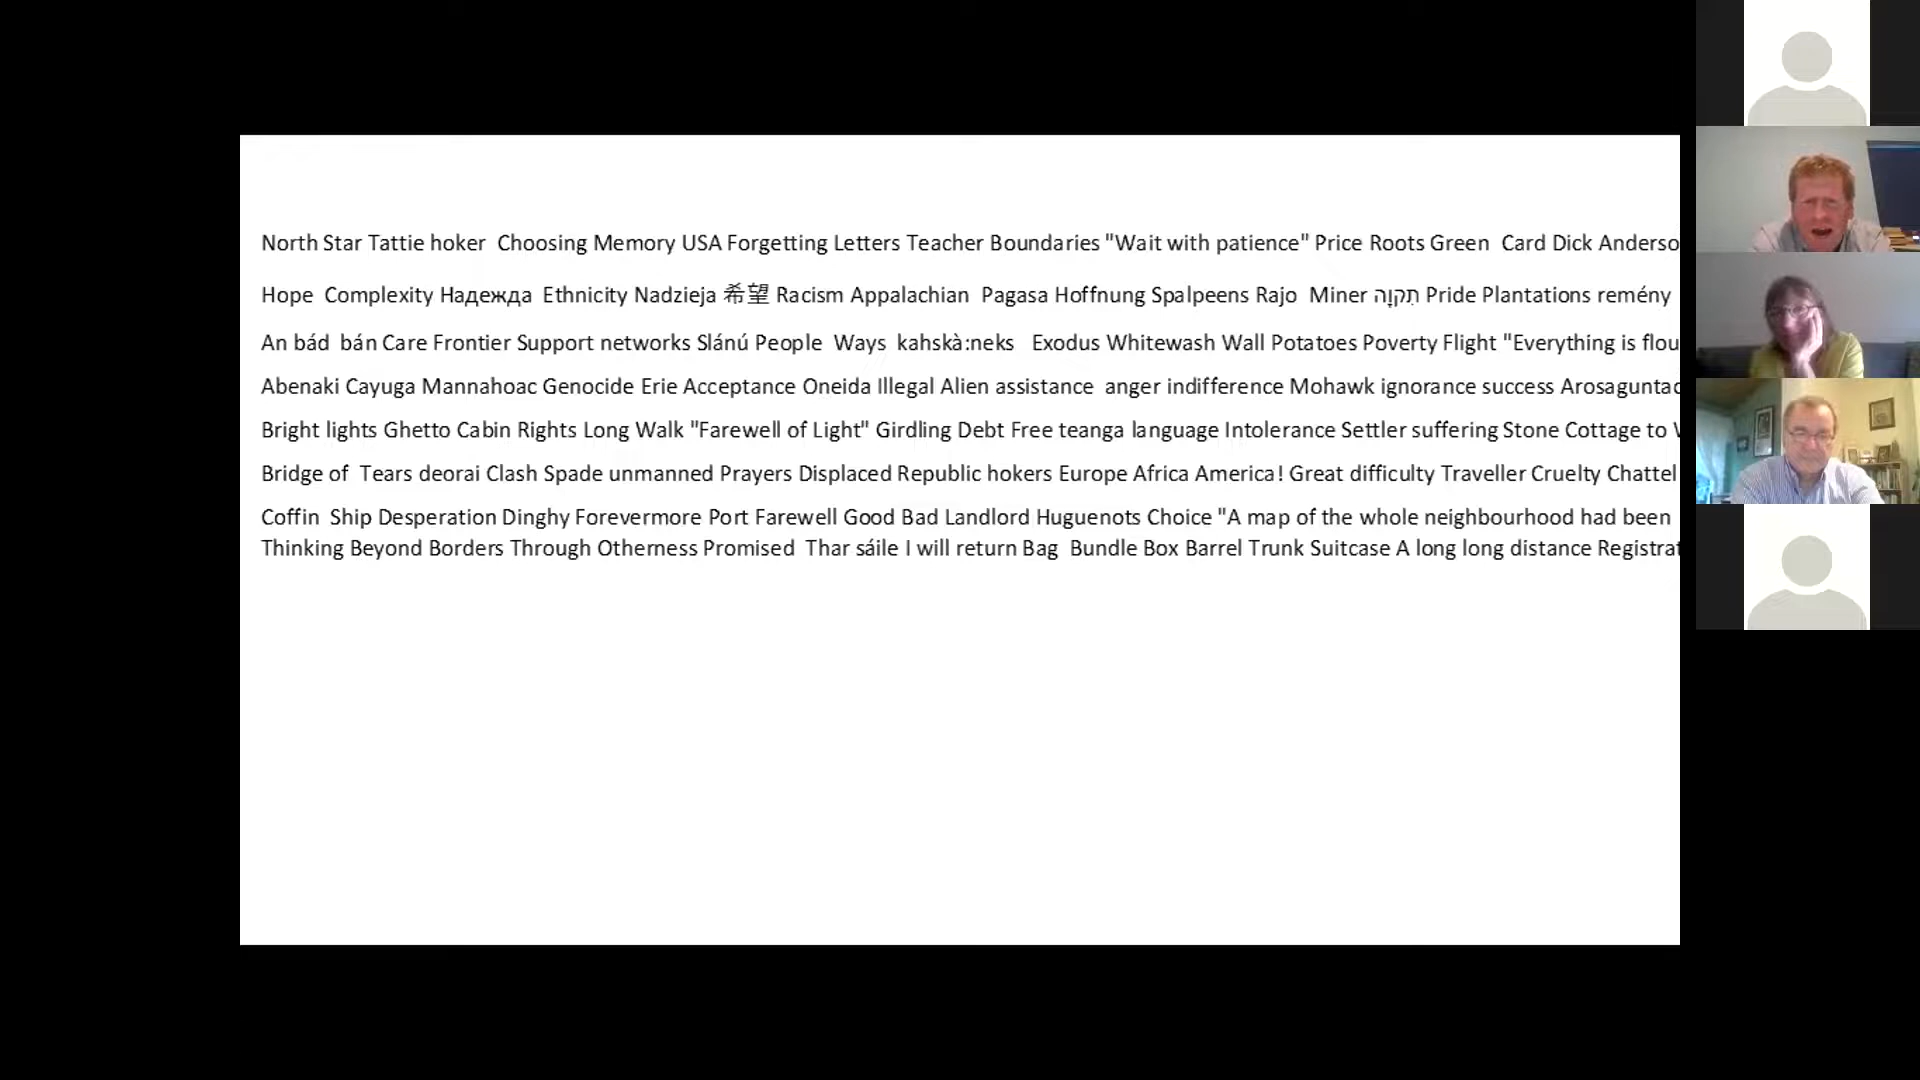 North Star Tattie hoker  Choosing Memory USA Forgetting Letters Teacher Boundaries "Wait with patience" Price Roots Green  Card Dick Anderso
Hope  Complexity Надежда  Ethnicity Nadzieja 希望 Racism Appalachian  Pagasa Hoffnung Spalpeens Rajo  Miner תִקוָה Pride Plantations remény
An bád  bán Care Frontier Support networks Slánú People  Ways  kahskà:neks   Exodus Whitewash Wall Potatoes Poverty Flight "Everything is flou
Abenaki Cayuga Mannahoac Genocide Erie Acceptance Oneida Illegal Alien assistance  anger indifference Mohawk ignorance success Arosaguntac
Bright lights Ghetto Cabin Rights Long Walk "Farewell of Light" Girdling Debt Free teanga language Intolerance Settler suffering Stone Cottage to
Bridge of  Tears deorai Clash Spade unmanned Prayers Displaced Republic hokers Europe Africa America! Great difficulty Traveller Cruelty Chattel
Coffin  Ship Desperation Dinghy Forevermore Port Farewell Good Bad Landlord Huguenots Choice "A map of the whole neighbourhood had been
Thinking Beyond Borders Through Otherness Promised  Thar sáile I will return Bag  Bundle Box Barrel Trunk Suitcase A long long distance Registrat